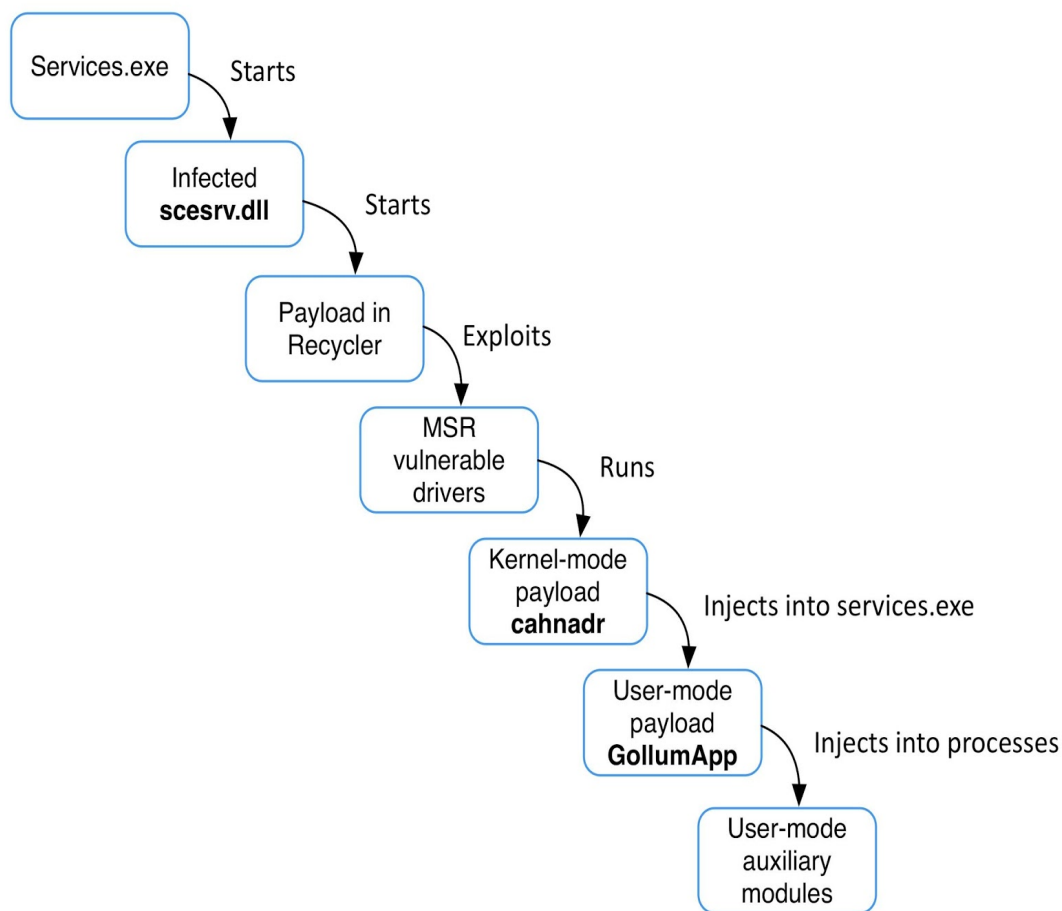 Services.exe
Starts
Infected
scesrv.dll
Starts
Payload in
Recycler
Exploits
MSR
vulnerable
drivers
Runs
Kernel-mode
payload
cahnadr
Injects into services.exe
User-mode
payload
GollumApp
Injects into processes
User-mode
auxiliary
modules